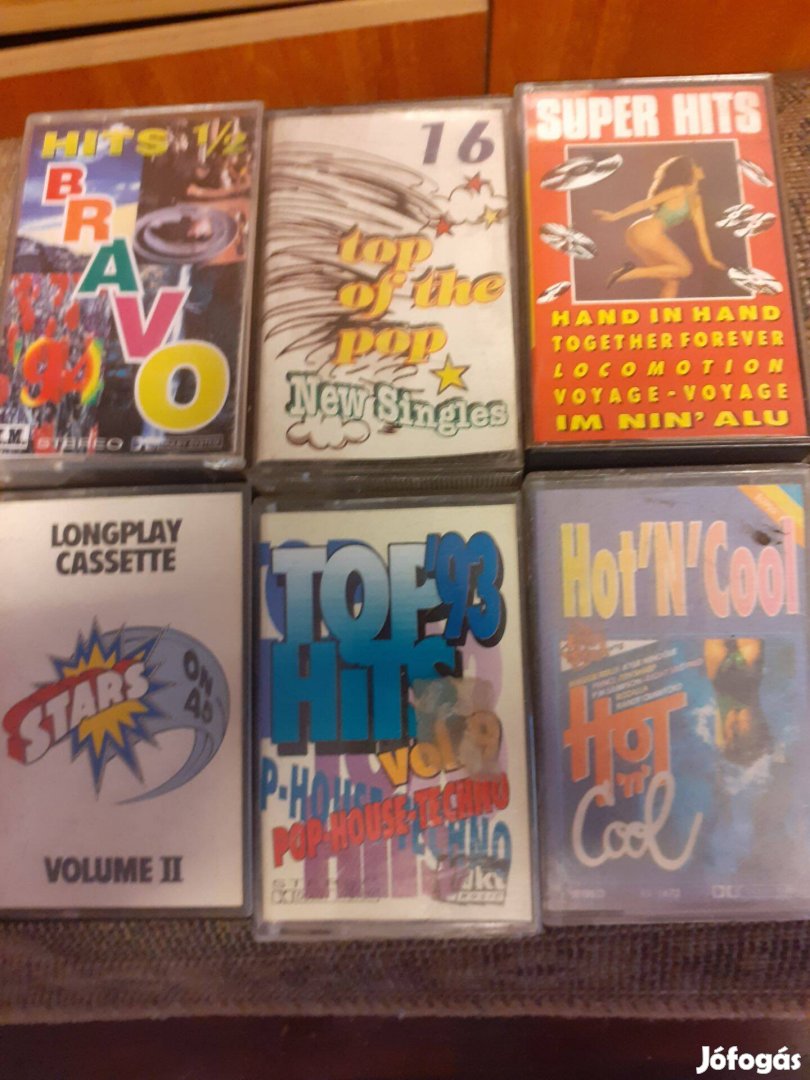 HITS 1/2
BRAVO
94
STEREO
16
top
of the
pop
New Singles
SUPER HITS
HAND IN HAND
TOGETHER FOREVER
LOCOMOTION
VOYAGE - VOYAGE
IM NIN' ALU
LONGPLAY
CASSETTE
STARS
ON
VOLUME II
TOP '93
HiTS
VOL.9
POP-HOUSE-TECHNO
Hot'N'Cool
HOT
'n'
Cool
Jófogás